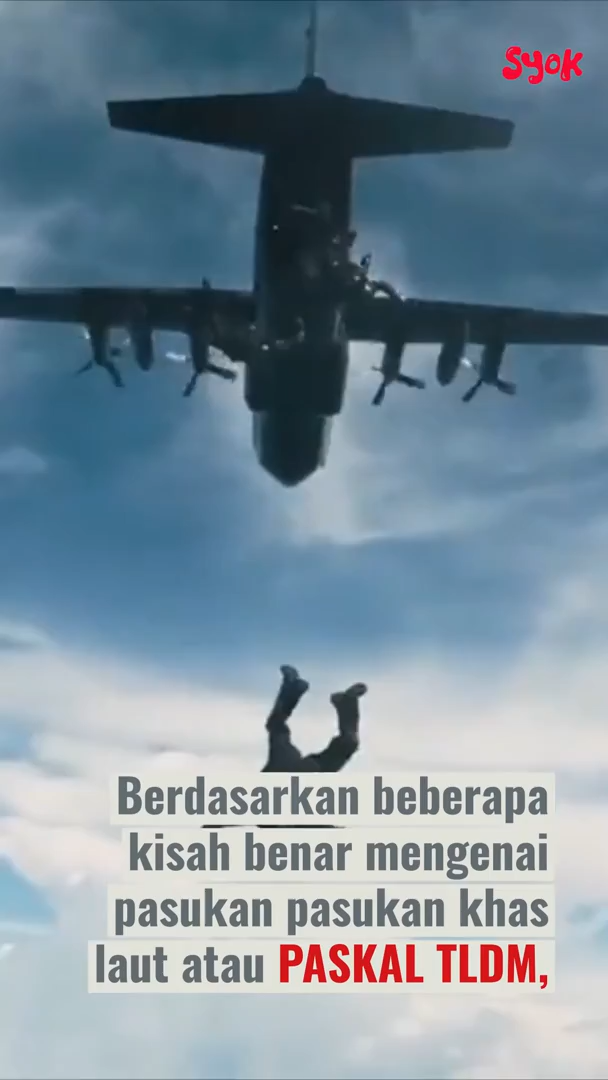 Syok
Berdasarkan beberapa
kisah benar mengenai
pasukan pasukan khas
laut atau PASKAL TLDM,